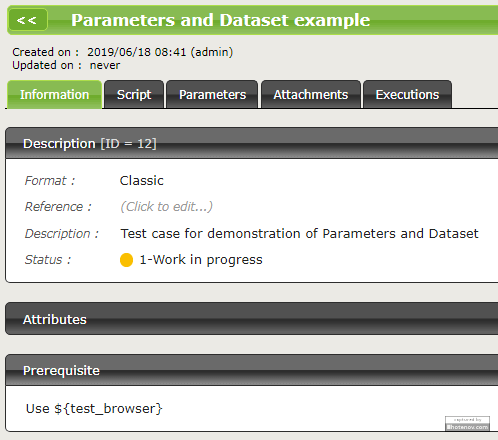 << Parameters and Dataset example
Created on : 2019/06/18 08:41 (admin)
Updated on : never
Information Script Parameters Attachments Executions
Description [ID = 12]
Format : Classic
Reference : (Click to edit...)
Description : Test case for demonstration of Parameters and Dataset
Status : 1-Work in progress
Attributes
Prerequisite
Use ${test_browser}
captured by